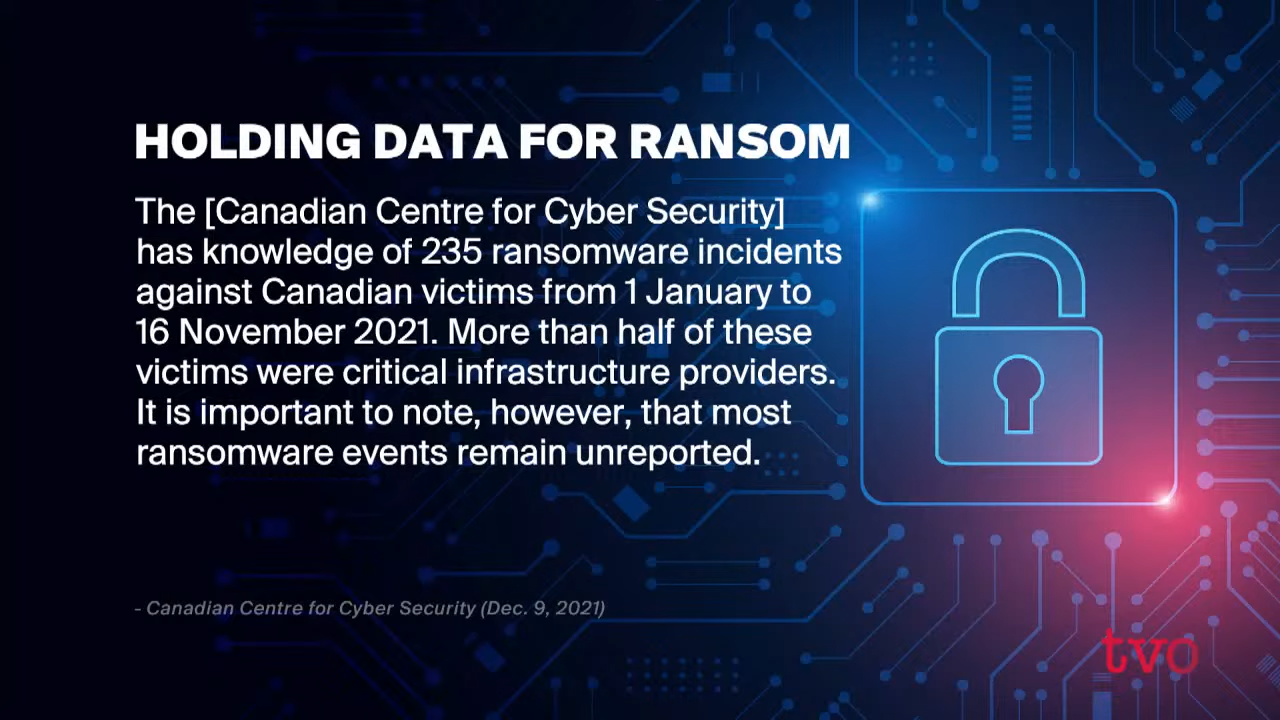 HOLDING DATA FOR RANSOM
The [Canadian Centre for Cyber Security]
has knowledge of 235 ransomware incidents
against Canadian victims from 1 January to
16 November 2021. More than half of these
victims were critical infrastructure providers.
It is important to note, however, that most
ransomware events remain unreported.
- Canadian Centre for Cyber Security (Dec. 9, 2021)
tvo